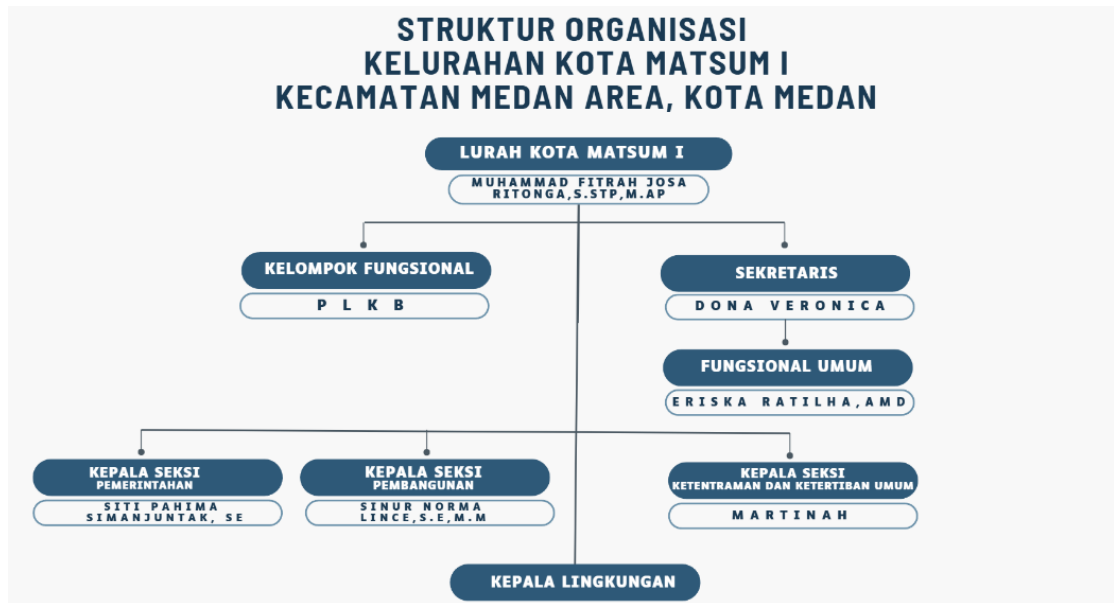 STRUKTUR ORGANISASI
KELURAHAN KOTA MATSUM I
KECAMATAN MEDAN AREA, KOTA MEDAN
LURAH KOTA MATSUM I
MUHAMMAD FITRAH JOSA
RITONGA,S.STP,M.AP
KELOMPOK FUNGSIONAL
P L K B
SEKRETARIS
DONA VERONICA
FUNGSIONAL UMUM
ERISKA RATILHA,AMD
KEPALA SEKSI
PEMERINTAHAN
SITI PAHIMA
SIMANJUNTAK, SE
KEPALA SEKSI
PEMBANGUNAN
SINUR NORMA
LINCE,S.E,M.M
KEPALA SEKSI
KETENTRAMAN DAN KETERTIBAN UMUM
MARTINAH
KEPALA LINGKUNGAN